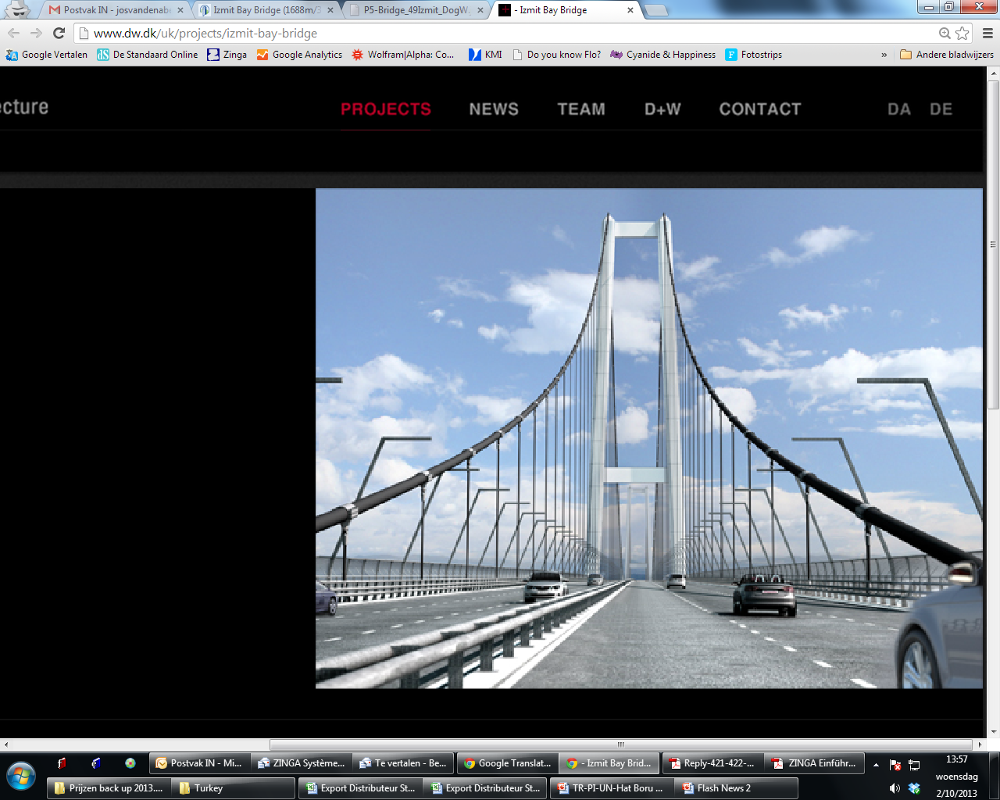 Postvak IN - josvandenabe
Izmit Bay Bridge (1688m/3
P5-Bridge_49Izmit_DogW
- Izmit Bay Bridge
www.dw.dk/uk/projects/izmit-bay-bridge
Google Vertalen
De Standaard Online
Zinga
Google Analytics
Wolfram|Alpha: Co...
KMI
Do you know Flo?
Cyanide & Happiness
Fotostrips
»
Andere bladwijzers
ecture
PROJECTS NEWS TEAM D+W CONTACT DA DE
Postvak IN - Mi...
ZINGA Système...
Te vertalen - Be...
Google Translat...
- Izmit Bay Brid...
Reply-421-422-...
ZINGA Einführ...
13:57
woensdag
2/10/2013
Prijzen back up 2013....
Turkey
Export Distributeur St...
Export Distributeur St...
TR-PI-UN-Hat Boru ...
Flash News 2